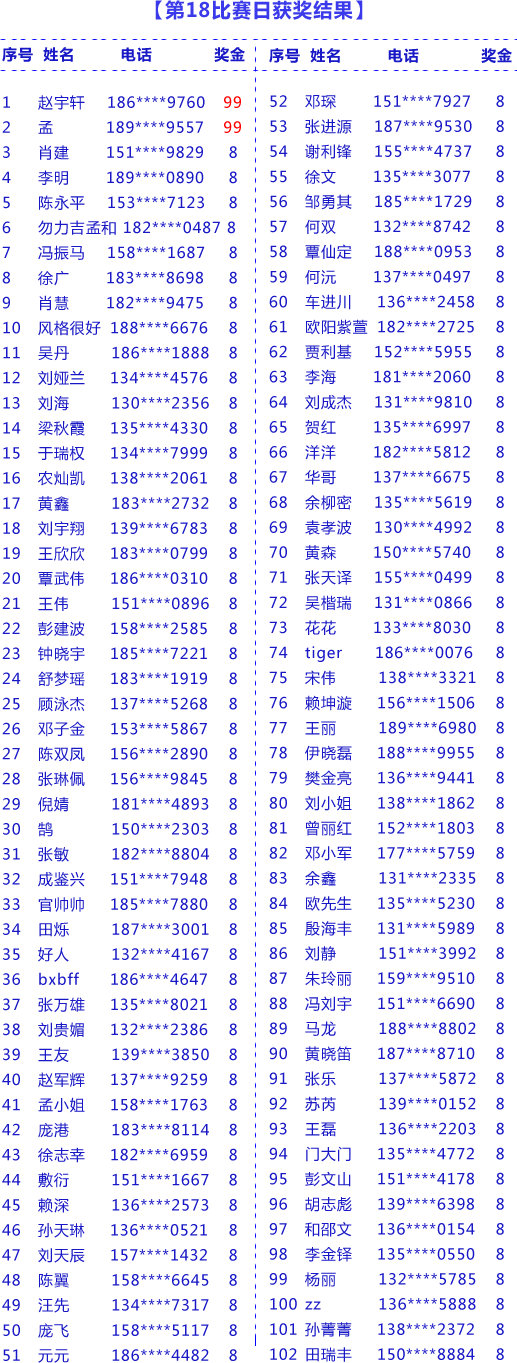 【第18比赛日获奖结果】
序号 姓名 电话 奖金
1 赵宇轩 186****9760 99
2 孟 189****9557 99
3 肖建 151****9829 8
4 李明 189****0890 8
5 陈永平 153****7123 8
6 勿力吉孟和 182****0487 8
7 冯振马 158****1687 8
8 徐广 183****8698 8
9 肖慧 182****9475 8
10 风格很好 188****6676 8
11 吴丹 186****1888 8
12 刘娅兰 134****4576 8
13 刘海 130****2356 8
14 梁秋霞 135****4330 8
15 于瑞权 134****7999 8
16 农灿凯 138****2061 8
17 黄鑫 183****2732 8
18 刘宇翔 139****6783 8
19 王欣欣 183****0799 8
20 覃武伟 186****0310 8
21 王伟 151****0896 8
22 彭建波 158****2585 8
23 钟晓宇 185****7221 8
24 舒梦瑶 183****1919 8
25 顾泳杰 137****5268 8
26 邓子金 153****5867 8
27 陈双凤 156****2890 8
28 张琳佩 156****9845 8
29 倪婧 181****4893 8
30 鹄 150****2303 8
31 张敏 182****8804 8
32 成鉴兴 151****7948 8
33 官帅帅 185****7880 8
34 田烁 187****3001 8
35 好人 132****4167 8
36 bxbff 186****4647 8
37 张万雄 135****8021 8
38 刘贵媚 132****2386 8
39 王友 139****3850 8
40 赵军辉 137****9259 8
41 孟小姐 158****1763 8
42 庞港 183****8114 8
43 徐志幸 182****6959 8
44 敷衍 151****1667 8
45 赖深 136****2573 8
46 孙天琳 136****0521 8
47 刘天辰 157****1432 8
48 陈翼 158****6645 8
49 汪先 134****7317 8
50 庞飞 158****5117 8
51 元元 186****4482 8
序号 姓名 电话 奖金
52 邓琛 151****7927 8
53 张进源 187****9530 8
54 谢利锋 155****4737 8
55 徐文 135****3077 8
56 邹勇其 185****1729 8
57 何双 132****8742 8
58 覃仙定 188****0953 8
59 何沅 137****0497 8
60 车进川 136****2458 8
61 欧阳紫萱 182****2725 8
62 贾利基 152****5955 8
63 李海 181****2060 8
64 刘成杰 131****9810 8
65 贺红 135****6997 8
66 洋洋 182****5812 8
67 华哥 137****6675 8
68 余柳密 135****5619 8
69 袁孝波 130****4992 8
70 黄森 150****5740 8
71 张天译 155****0499 8
72 吴楷瑞 131****0866 8
73 花花 133****8030 8
74 tiger 186****0076 8
75 宋伟 138****3321 8
76 赖坤漩 156****1506 8
77 王丽 189****6980 8
78 伊晓磊 188****9955 8
79 樊金亮 136****9441 8
80 刘小姐 138****1862 8
81 曾丽红 152****1803 8
82 邓小军 177****5759 8
83 余鑫 131****2335 8
84 欧先生 135****5230 8
85 殷海丰 131****5989 8
86 刘静 151****3992 8
87 朱玲丽 159****9510 8
88 冯刘宇 151****6690 8
89 马龙 188****8802 8
90 黄晓笛 187****8710 8
91 张乐 137****5872 8
92 苏芮 139****0152 8
93 王磊 136****2203 8
94 门大门 135****4772 8
95 彭文山 151****4178 8
96 胡志彪 139****6398 8
97 和邵文 136****0154 8
98 李金铎 135****0550 8
99 杨丽 132****5785 8
100 zz 136****5888 8
101 孙菁菁 138****2372 8
102 田瑞丰 150****8884 8